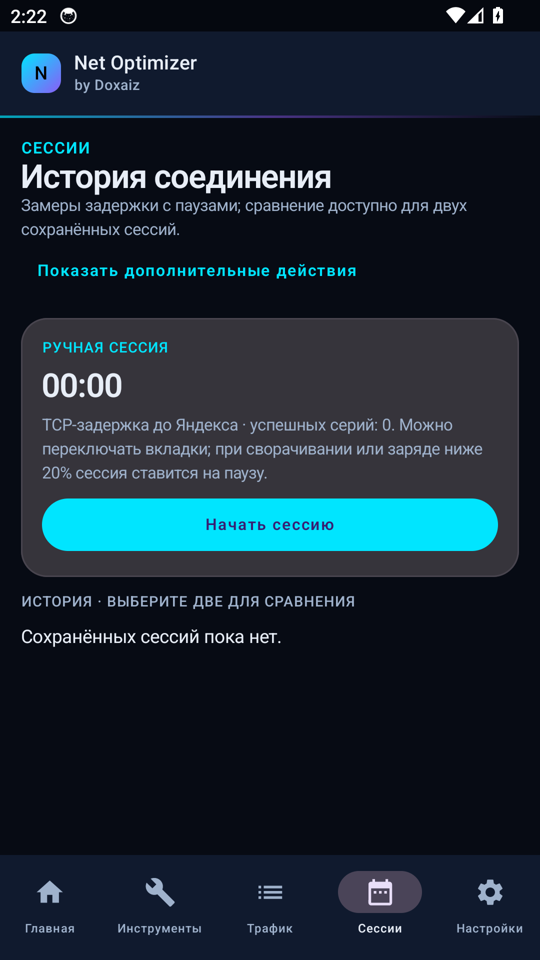 2:22
N
Net Optimizer
by Doxaiz
СЕССИИ
История соединения
Замеры задержки с паузами; сравнение доступно для двух
сохранённых сессий.
Показать дополнительные действия
РУЧНАЯ СЕССИЯ
00:00
TCP-задержка до Яндекса · успешных серий: 0. Можно
переключать вкладки; при сворачивании или заряде ниже
20% сессия ставится на паузу.
Начать сессию
ИСТОРИЯ · ВЫБЕРИТЕ ДВЕ ДЛЯ СРАВНЕНИЯ
Сохранённых сессий пока нет.
Главная
Инструменты
Трафик
Сессии
Настройки